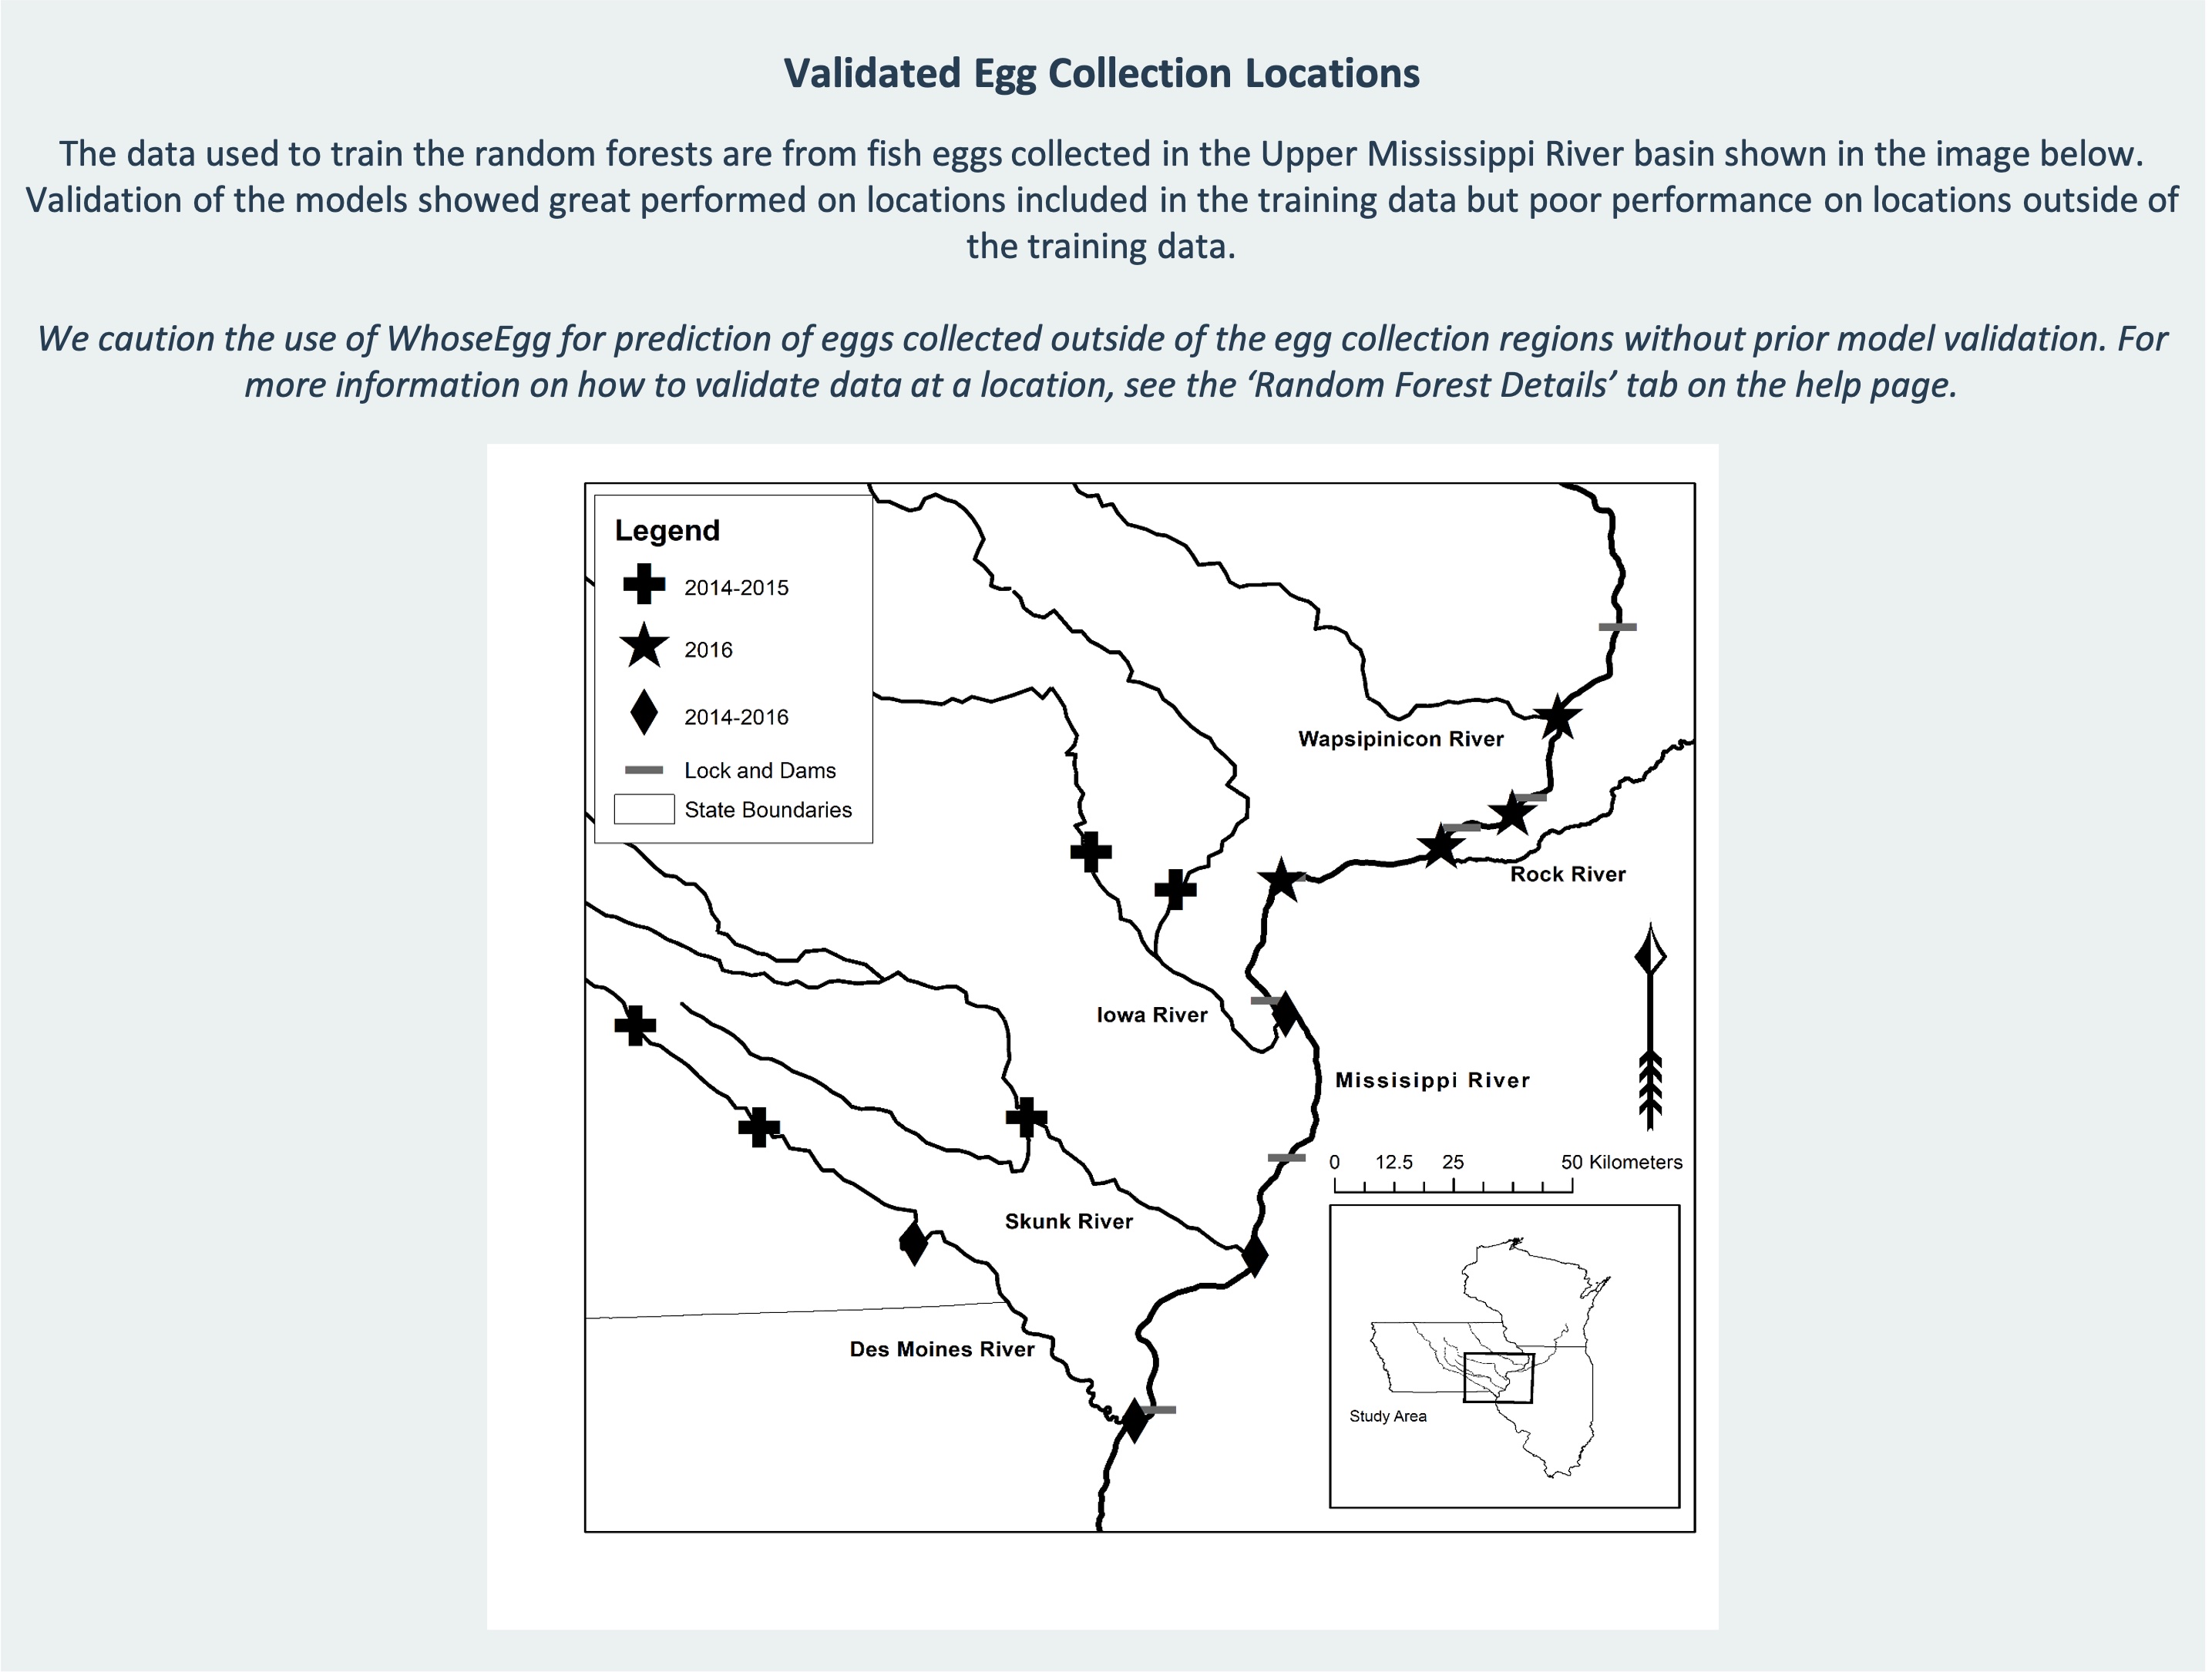 Validated Egg Collection Locations
The data used to train the random forests are from fish eggs collected in the Upper Mississippi River basin shown in the image below.
Validation of the models showed great performed on locations included in the training data but poor performance on locations outside of
the training data.
We caution the use of WhoseEgg for prediction of eggs collected outside of the egg collection regions without prior model validation. For
more information on how to validate data at a location, see the ‘Random Forest Details’ tab on the help page.
Legend
2014-2015
2016
2014-2016
Lock and Dams
State Boundaries
Wapsipinicon River
Rock River
Iowa River
Missisippi River
0 12.5 25 50 Kilometers
Skunk River
Des Moines River
Study Area